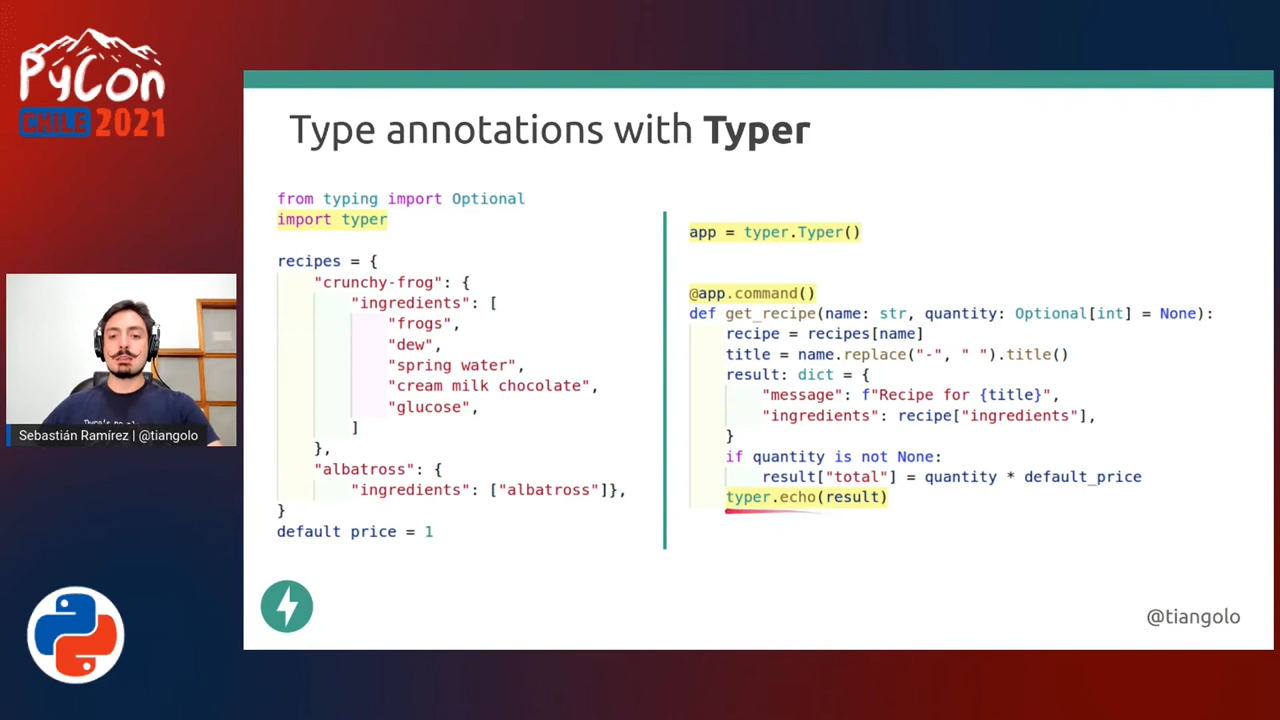 PyCon
CHILE 2021
Type annotations with Typer
from typing import Optional
import typer
recipes = {
"crunchy-frog": {
"ingredients": [
"frogs",
"dew",
"spring water",
"cream milk chocolate",
"glucose",
]
},
"albatross": {
"ingredients": ["albatross"]},
}
default price = 1
app = typer.Typer()
@app.command()
def get_recipe(name: str, quantity: Optional[int] = None):
recipe = recipes[name]
title = name.replace("-", " ").title()
result: dict = {
"message": f"Recipe for {title}",
"ingredients": recipe["ingredients"],
}
if quantity is not None:
result["total"] = quantity * default_price
typer.echo(result)
Sebastián Ramírez | @tiangolo
@tiangolo